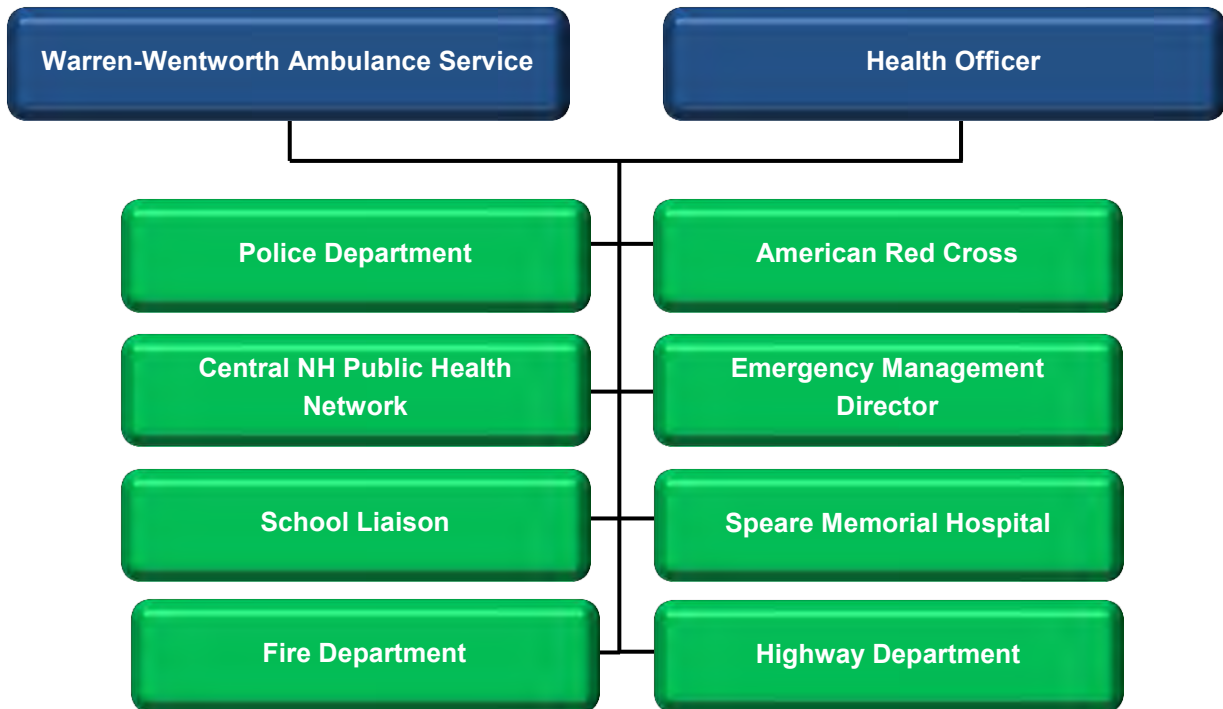 Warren-Wentworth Ambulance Service
Health Officer
Police Department
American Red Cross
Central NH Public Health
Network
Emergency Management
Director
School Liaison
Speare Memorial Hospital
Fire Department
Highway Department